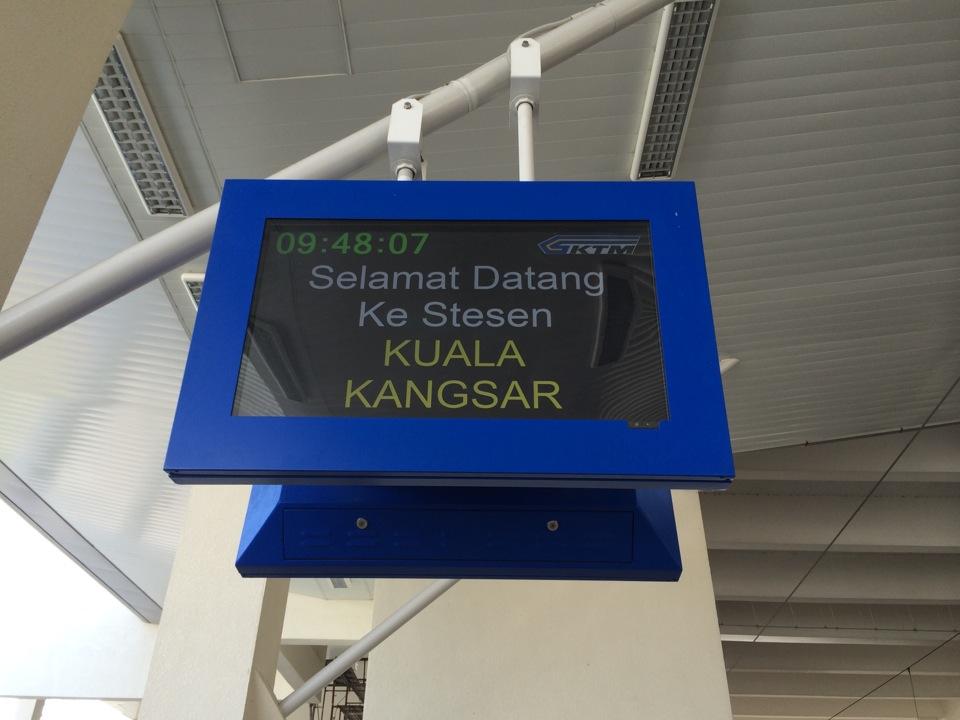 09:48:07 KTM
Selamat Datang
Ke Stesen
KUALA
KANGSAR